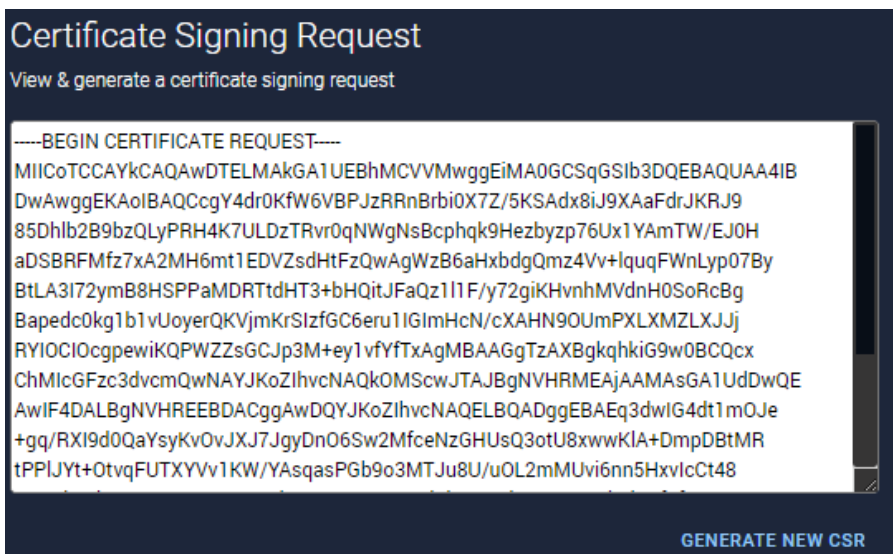 Certificate Signing Request
View & generate a certificate signing request
-----BEGIN CERTIFICATE REQUEST-----
MIICoTCCAYkCAQAwDTELMAkGA1UEBhMCVVMwggEiMA0GCSqGSIb3DQEBAQUAA4IB
DwAwggEKAoIBAQCcgY4dr0KfW6VBPJzRRnBrbi0X7Z/5KSAdx8iJ9XAaFdrJKRJ9
85Dhlb2B9bzQLyPRH4K7ULDzTRvr0qNWgNsBcphqk9Hezbyzp76Ux1YAmTW/EJ0H
aDSBRFMfz7xA2MH6mt1EDVZsdHtFzQwAgWzB6aHxbdgQmz4Vv+lquqFWnLyp07By
BtLA3I72ymB8HSPPaMDRTtdHT3+bHQitJFaQz1l1F/y72giKHvnhMVdnH0SoRcBg
Bapedc0kg1b1vUoyerQKVjmKrSIzfGC6eru1IGImHcN/cXAHN9OUmPXLXMZLXJJj
RYIOCIOcgpewiKQPWZZsGCJp3M+ey1vfYfTxAgMBAAGgTzAXBgkqhkiG9w0BCQcx
ChMIcGFzc3dvcmQwNAYJKoZIhvcNAQkOMScwJTAJBgNVHRMEAjAAMAsGA1UdDwQE
AwIF4DALBgNVHREEBDACggAwDQYJKoZIhvcNAQELBQADggEBAEq3dwIG4dt1mOJe
+gq/RXI9d0QaYsyKvOvJXJ7JgyDnO6Sw2MfceNzGHUsQ3otU8xwwKlA+DmpDBtMR
tPPlJYt+OtvqFUTXYVv1KW/YAsqasPGb9o3MTJu8U/uOL2mMUvi6nn5HxvIcCt48
GENERATE NEW CSR